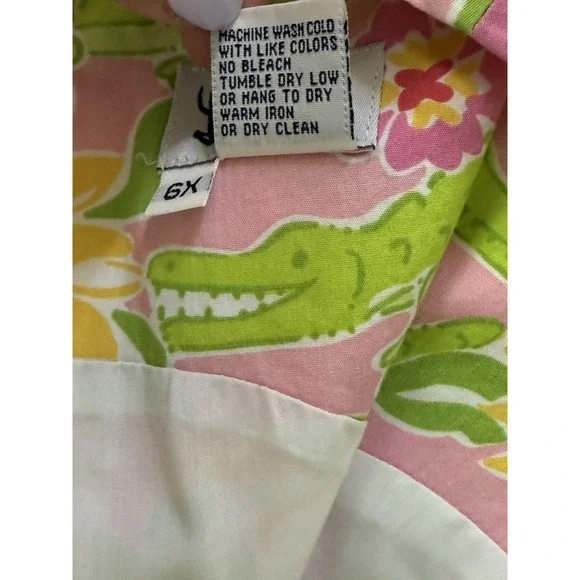 MACHINE WASH COLD
WITH LIKE COLORS
NO BLEACH
TUMBLE DRY LOW
OR HANG TO DRY
WARM IRON
OR DRY CLEAN
6X